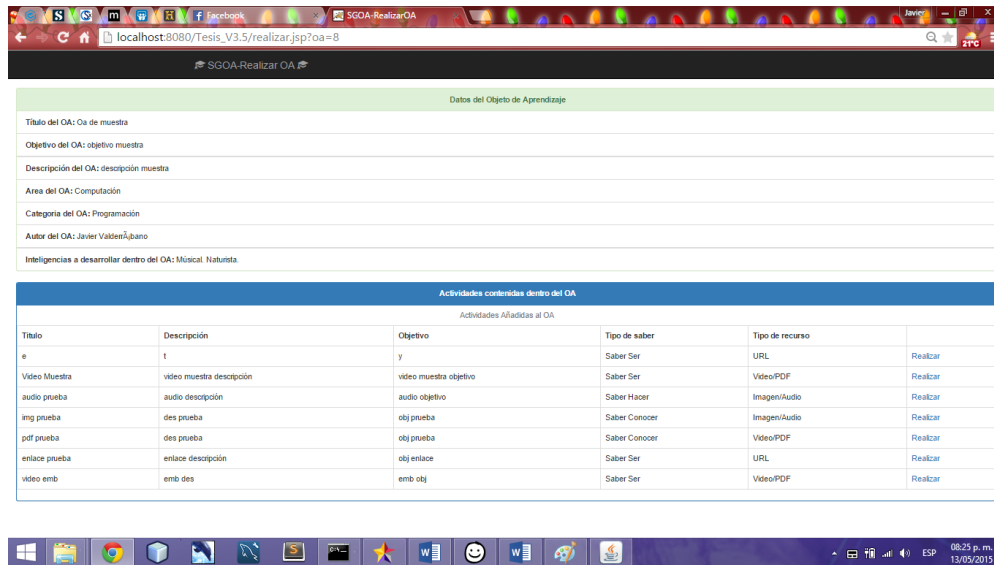 Facebook
SGOA-RealizarOA
Javier
localhost:8080/Tesis_V3.5/realizar.jsp?oa=8
21°C
SGOA-Realizar OA
Datos del Objeto de Aprendizaje
Título del OA: Oa de muestra
Objetivo del OA: objetivo muestra
Descripción del OA: descripción muestra
Area del OA: Computación
Categoria del OA: Programación
Autor del OA: Javier ValderrÃ¡bano
Inteligencias a desarrollar dentro del OA: Músical. Naturista.
Actividades contenidas dentro del OA
Actividades Añadidas al OA
Titulo Descripción Objetivo Tipo de saber Tipo de recurso
e t y Saber Ser URL Realizar
Video Muestra video muestra descripción video muestra objetivo Saber Ser Video/PDF Realizar
audio prueba audio descripción audio objetivo Saber Hacer Imagen/Audio Realizar
img prueba des prueba obj prueba Saber Conocer Imagen/Audio Realizar
pdf prueba des prueba obj prueba Saber Conocer Video/PDF Realizar
enlace prueba enlace descripción obj enlace Saber Ser URL Realizar
video emb emb des emb obj Saber Ser Video/PDF Realizar
ESP
08:25 p. m.
13/05/2015